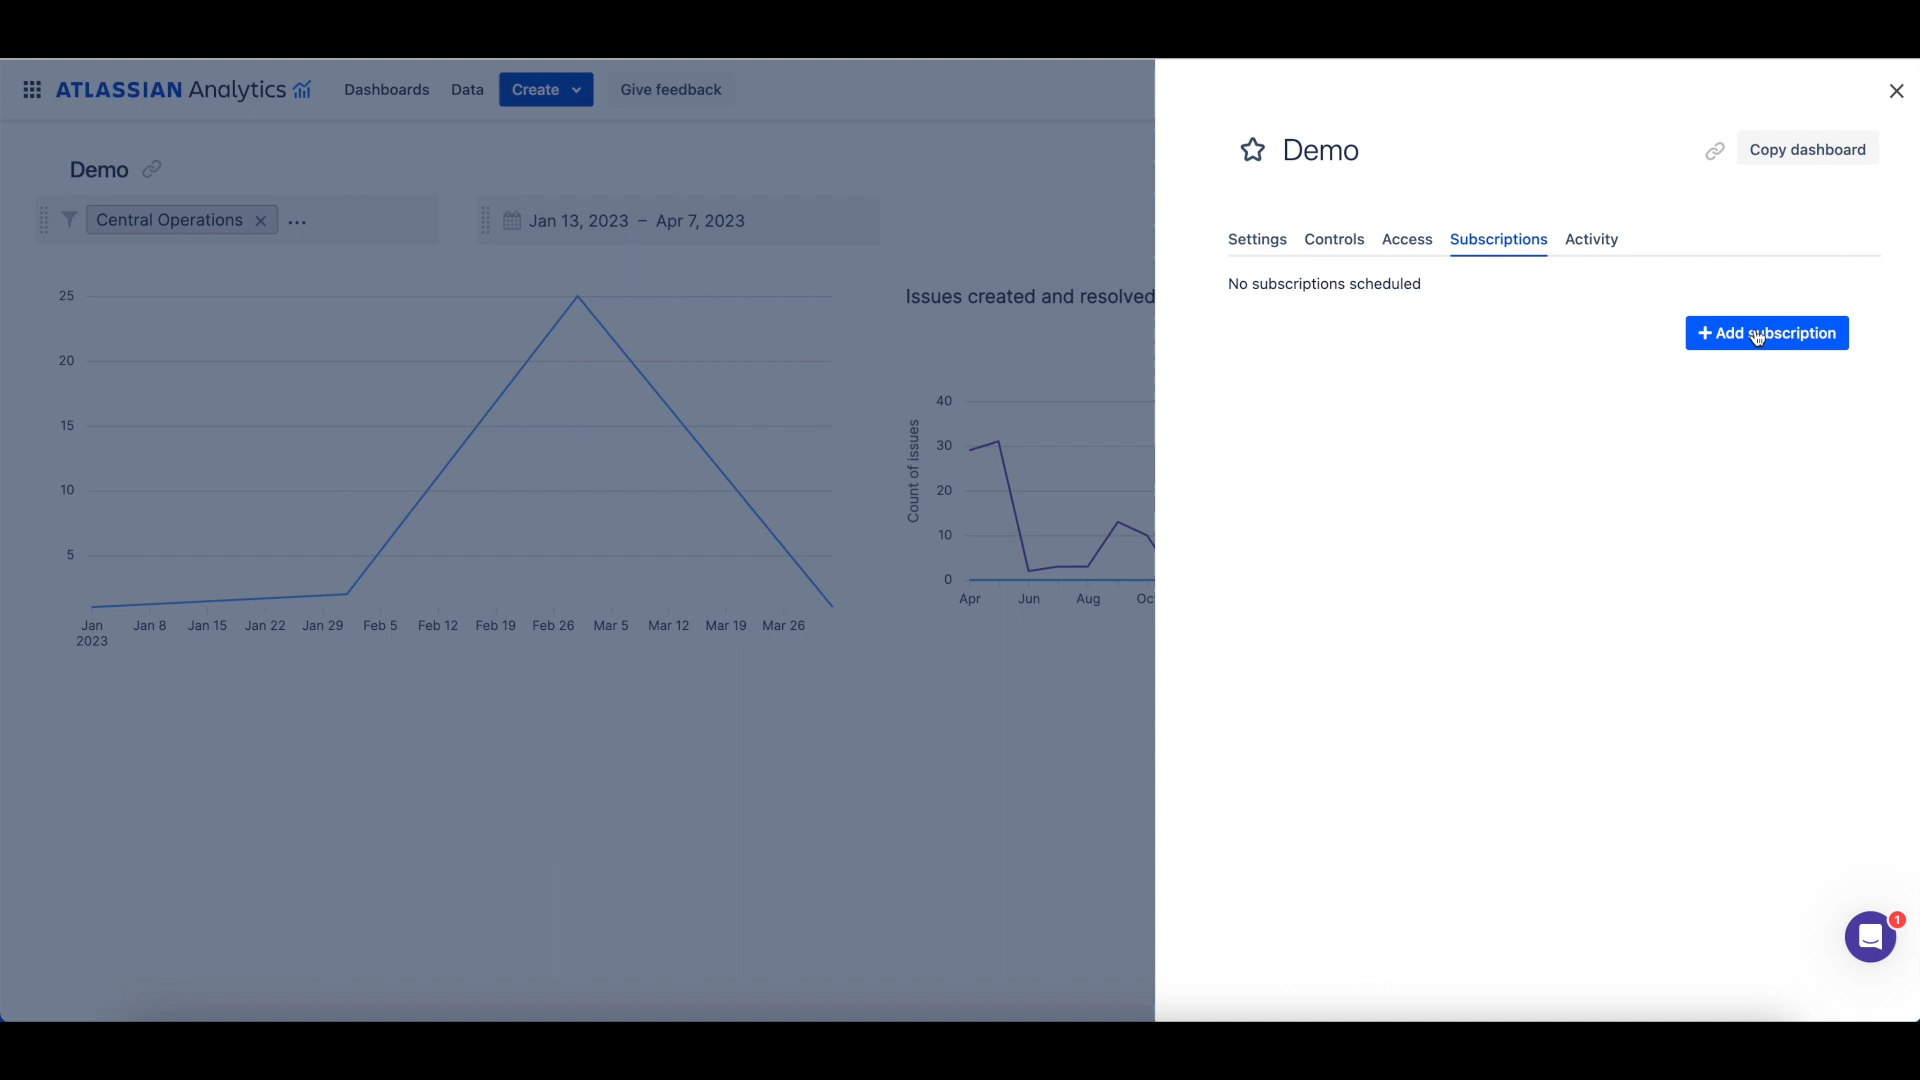 ATLASSIAN Analytics
Dashboards
Data
Create
Give feedback
Demo
Central Operations
...
Jan 13, 2023 – Apr 7, 2023
25
20
15
10
5
Jan
2023
Jan 8
Jan 15
Jan 22
Jan 29
Feb 5
Feb 12
Feb 19
Feb 26
Mar 5
Mar 12
Mar 19
Mar 26
Issues created and resolved
Count of issues
40
30
20
10
0
Apr
Jun
Aug
Oct
Demo
Copy dashboard
Settings
Controls
Access
Subscriptions
Activity
No subscriptions scheduled
+ Add subscription
1